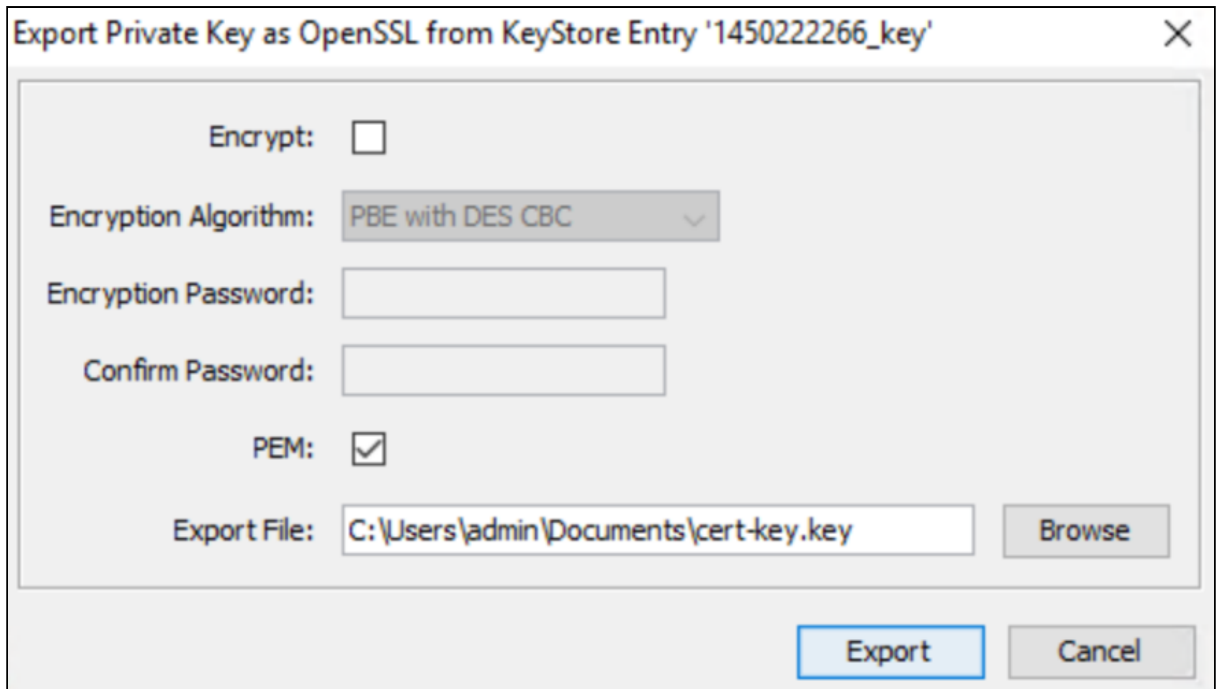 Export Private Key as OpenSSL from KeyStore Entry '1450222266_key'
Encrypt:
Encryption Algorithm: PBE with DES CBC
Encryption Password:
Confirm Password:
PEM:
Export File: C:\Users\admin\Documents\cert-key.key Browse
Export Cancel